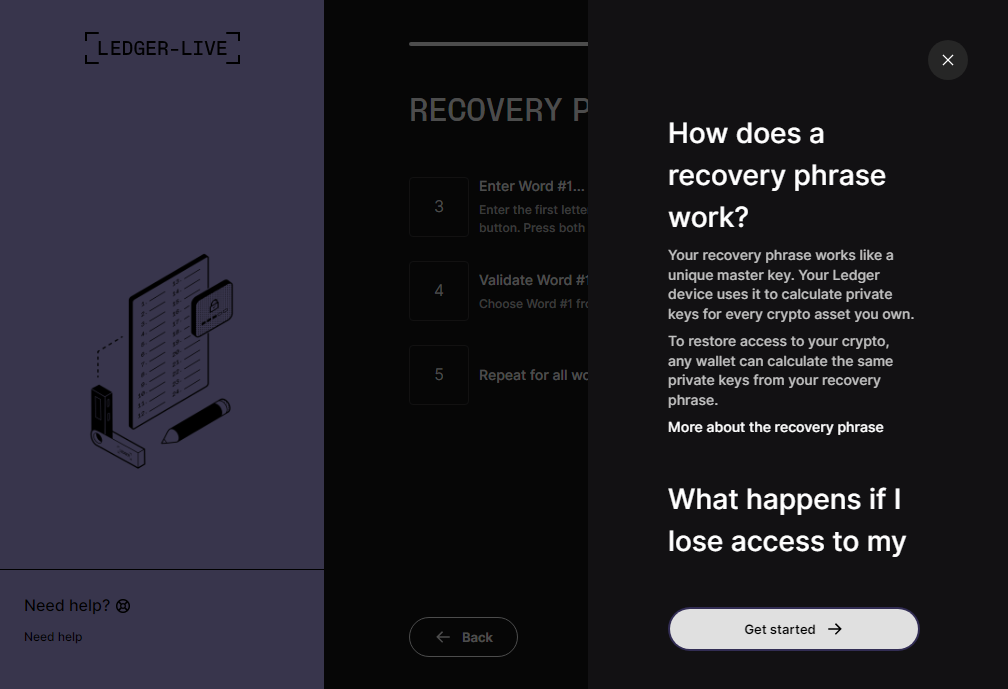 LEDGER-LIVE
Need help?
Need help
RECOVERY P
3
Enter Word #1...
Enter the first lette
button. Press both
4
Validate Word #1
Choose Word #1 fro
5
Repeat for all wo
Back
How does a
recovery phrase
work?
Your recovery phrase works like a
unique master key. Your Ledger
device uses it to calculate private
keys for every crypto asset you own.
To restore access to your crypto,
any wallet can calculate the same
private keys from your recovery
phrase.
More about the recovery phrase
What happens if I
lose access to my
Get started